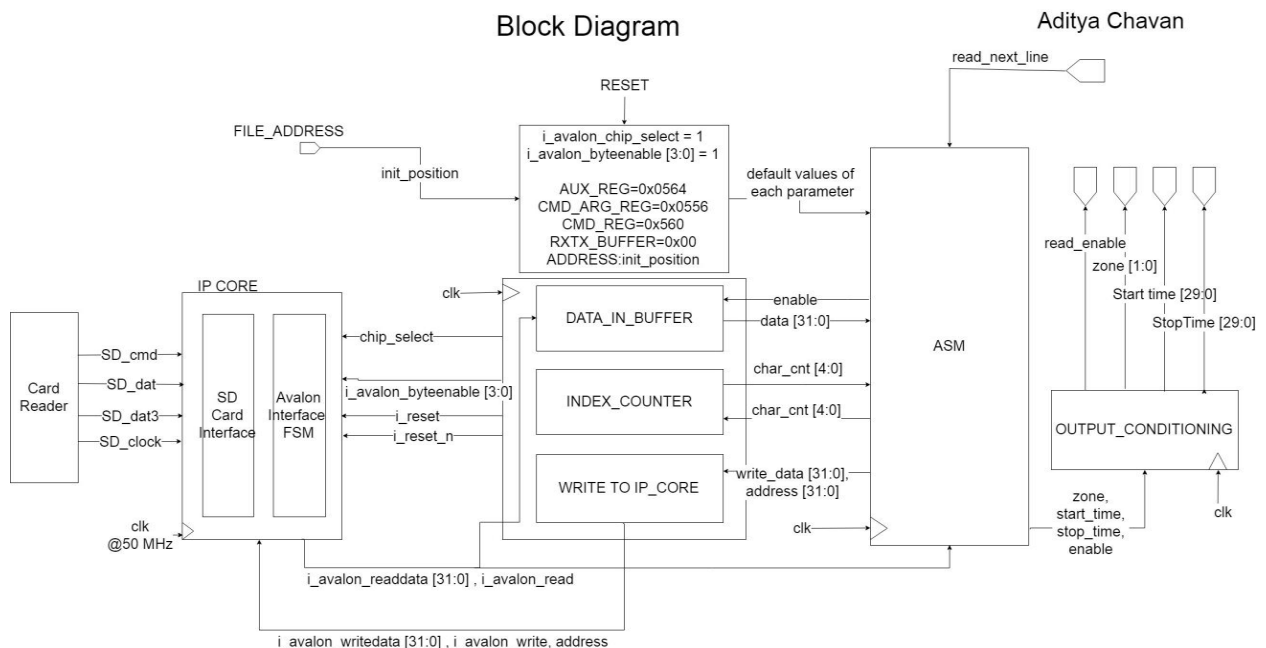 Block Diagram
Aditya Chavan
read_next_line
RESET
FILE_ADDRESS
init_position
i_avalon_chip_select = 1
i_avalon_byteenable [3:0] = 1
AUX_REG=0x0564
CMD_ARG_REG=0x0556
CMD_REG=0x560
RXTX_BUFFER=0x00
ADDRESS:init_position
default values of
each parameter
read_enable
zone [1:0]
Start time [29:0]
StopTime [29:0]
IP CORE
clk
DATA_IN_BUFFER
enable
data [31:0]
ASM
Card
Reader
SD_cmd
SD_dat
SD_dat3
SD_clock
SD
Card
Interface
Avalon
Interface
FSM
chip_select
i_avalon_byteenable [3:0]
i_reset
i_reset_n
INDEX_COUNTER
char_cnt [4:0]
char_cnt [4:0]
OUTPUT_CONDITIONING
WRITE TO IP_CORE
write_data [31:0],
address [31:0]
clk
@50 MHz
clk
zone,
start_time,
stop_time,
enable
clk
i_avalon_readdata [31:0] , i_avalon_read
i_avalon_writedata [31:0] , i_avalon_write, address